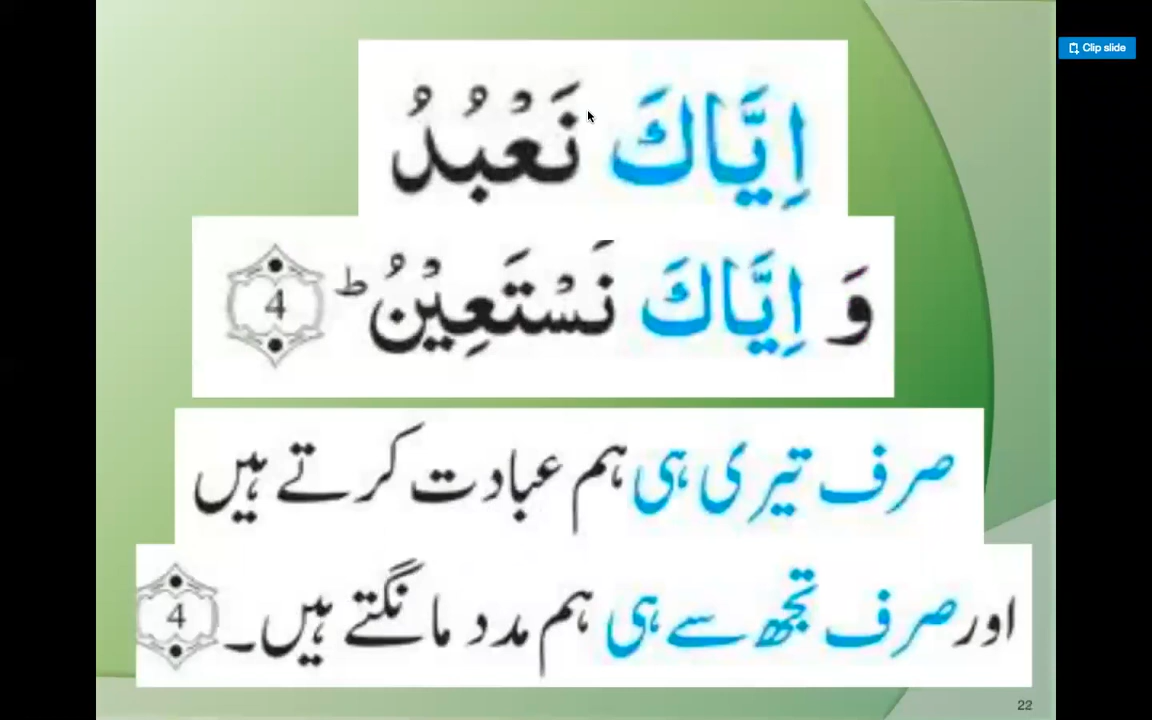 Clip slide
اِیَّاكَ نَعْبُدُ
وَ اِیَّاكَ نَسْتَعِیْنُ ؕ 4
صرف تیری ہی ہم عبادت کرتے ہیں
اور صرف تجھ سے ہی ہم مدد مانگتے ہیں۔ 4
22